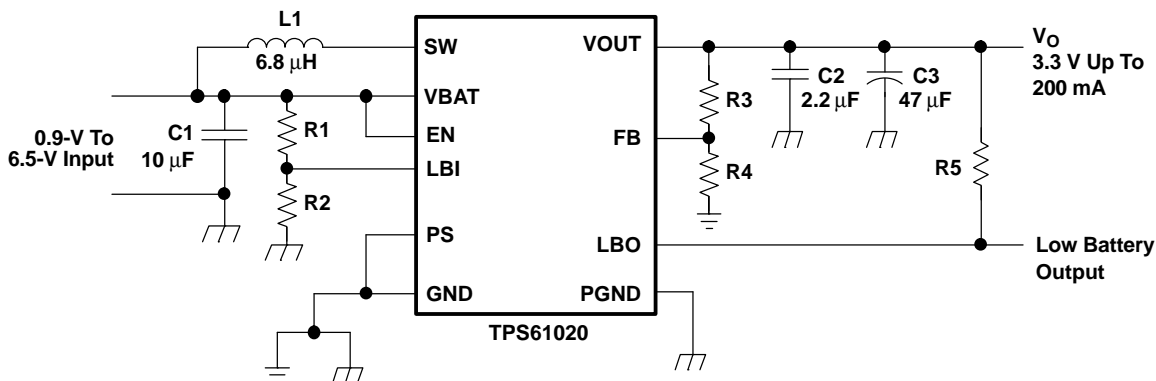 L1
6.8 μH
SW
VBAT
EN
LBI
PS
GND
VOUT
FB
LBO
PGND
TPS61020
0.9-V To
6.5-V Input
C1
10 μF
R1
R2
R3
R4
C2
2.2 μF
C3
47 μF
R5
VO
3.3 V Up To
200 mA
Low Battery
Output